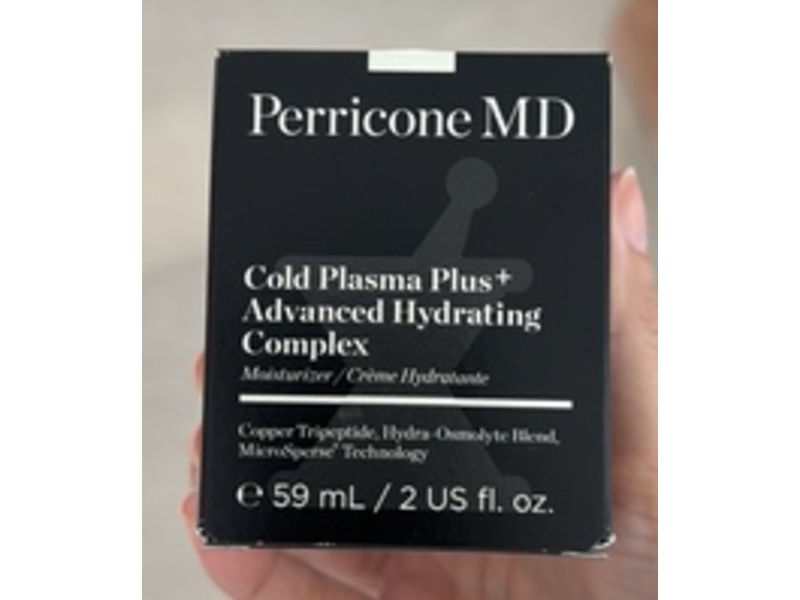 Perricone MD
Cold Plasma Plus+
Advanced Hydrating
Complex
Moisturizer / Crème Hydratante
Copper Tripeptide, Hydra-Osmolyte Blend,
MicroSperse® Technology
℮ 59 mL / 2 US fl. oz.